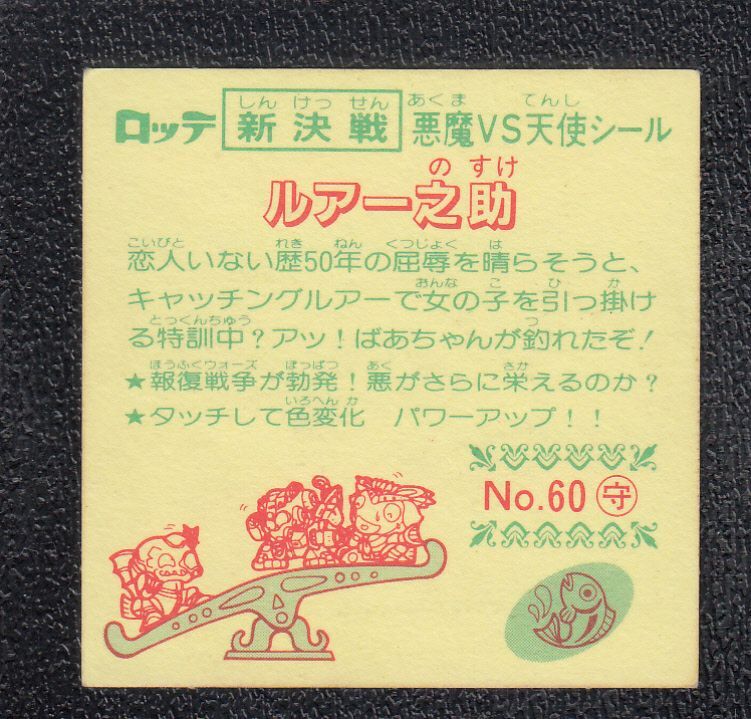 ロッテ 新決戦 悪魔VS天使シール
しんけっせん あくま てんし
ルアー之助
のすけ
恋人いない歴50年の屈辱を晴らそうと、
こいびと れきねん くつじょく は
キャッチングルアーで女の子を引っ掛け
おんな こ ひ か
る特訓中?アッ!ばあちゃんが釣れたぞ!
とっくんちゅう つ
★報復戦争が勃発!悪がさらに栄えるのか?
ほうふくウォーズ ぼっぱつ あく さか
★タッチして色変化 パワーアップ!!
いろへんか
No.60 守